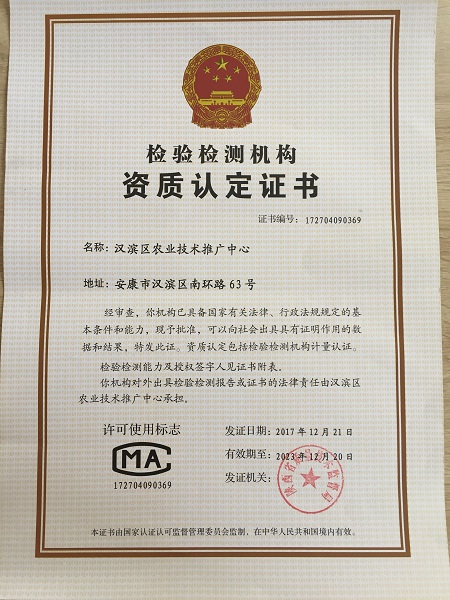 检验检测机构
资质认定证书
证书编号：172704090369
名称：汉滨区农业技术推广中心
地址：安康市汉滨区南环路63号
经审查，你机构已具备国家有关法律、行政法规规定的基
本条件和能力，现予批准，可以向社会出具具有证明作用的数
据和结果，特发此证。资质认定包括检验检测机构计量认证。
检验检测能力及授权签字人见证书附表。
你机构对外出具检验检测报告或证书的法律责任由汉滨区
农业技术推广中心承担。
许可使用标志
MA
172704090369
发证日期：2017年12月21日
有效期至：2023年12月20日
发证机关：
陕西省质量技术监督局
本证书由国家认证认可监督管理委员会监制，在中华人民共和国境内有效。